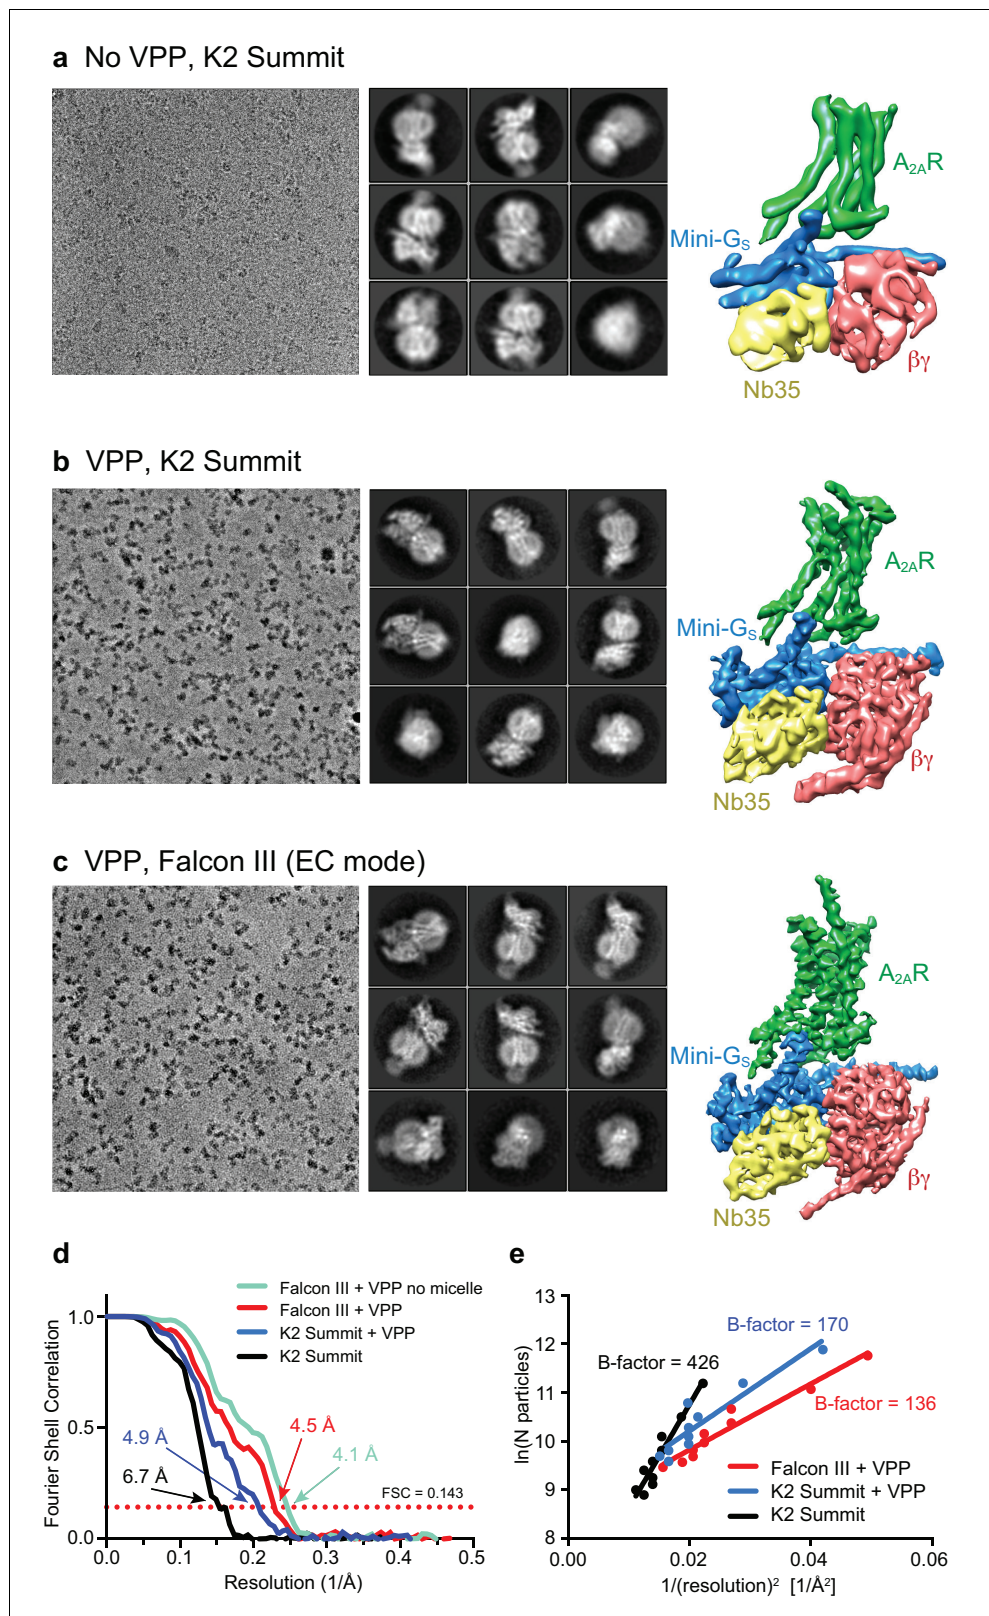 a No VPP, K2 Summit
A2AR
Mini-GS
βγ
Nb35
b VPP, K2 Summit
A2AR
Mini-GS
βγ
Nb35
c VPP, Falcon III (EC mode)
A2AR
Mini-GS
βγ
Nb35
d
Falcon III + VPP no micelle
Falcon III + VPP
K2 Summit + VPP
K2 Summit
1.0
0.5
0.0
Fourier Shell Correlation
4.5 Å
4.9 Å
4.1 Å
6.7 Å
FSC = 0.143
0.0
0.1
0.2
0.3
0.4
0.5
Resolution (1/Å)
e
13
12
11
10
9
8
ln(N particles)
B-factor = 170
B-factor = 426
B-factor = 136
Falcon III + VPP
K2 Summit + VPP
K2 Summit
0.00
0.02
0.04
0.06
1/(resolution)² [1/Å²]